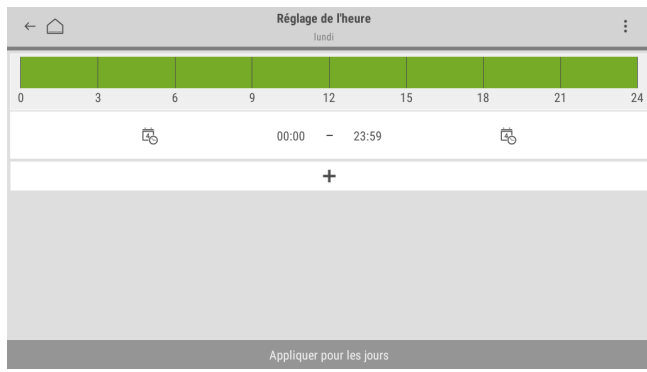 Réglage de l'heure
lundi
0 3 6 9 12 15 18 21 24
00:00 – 23:59
+
Appliquer pour les jours